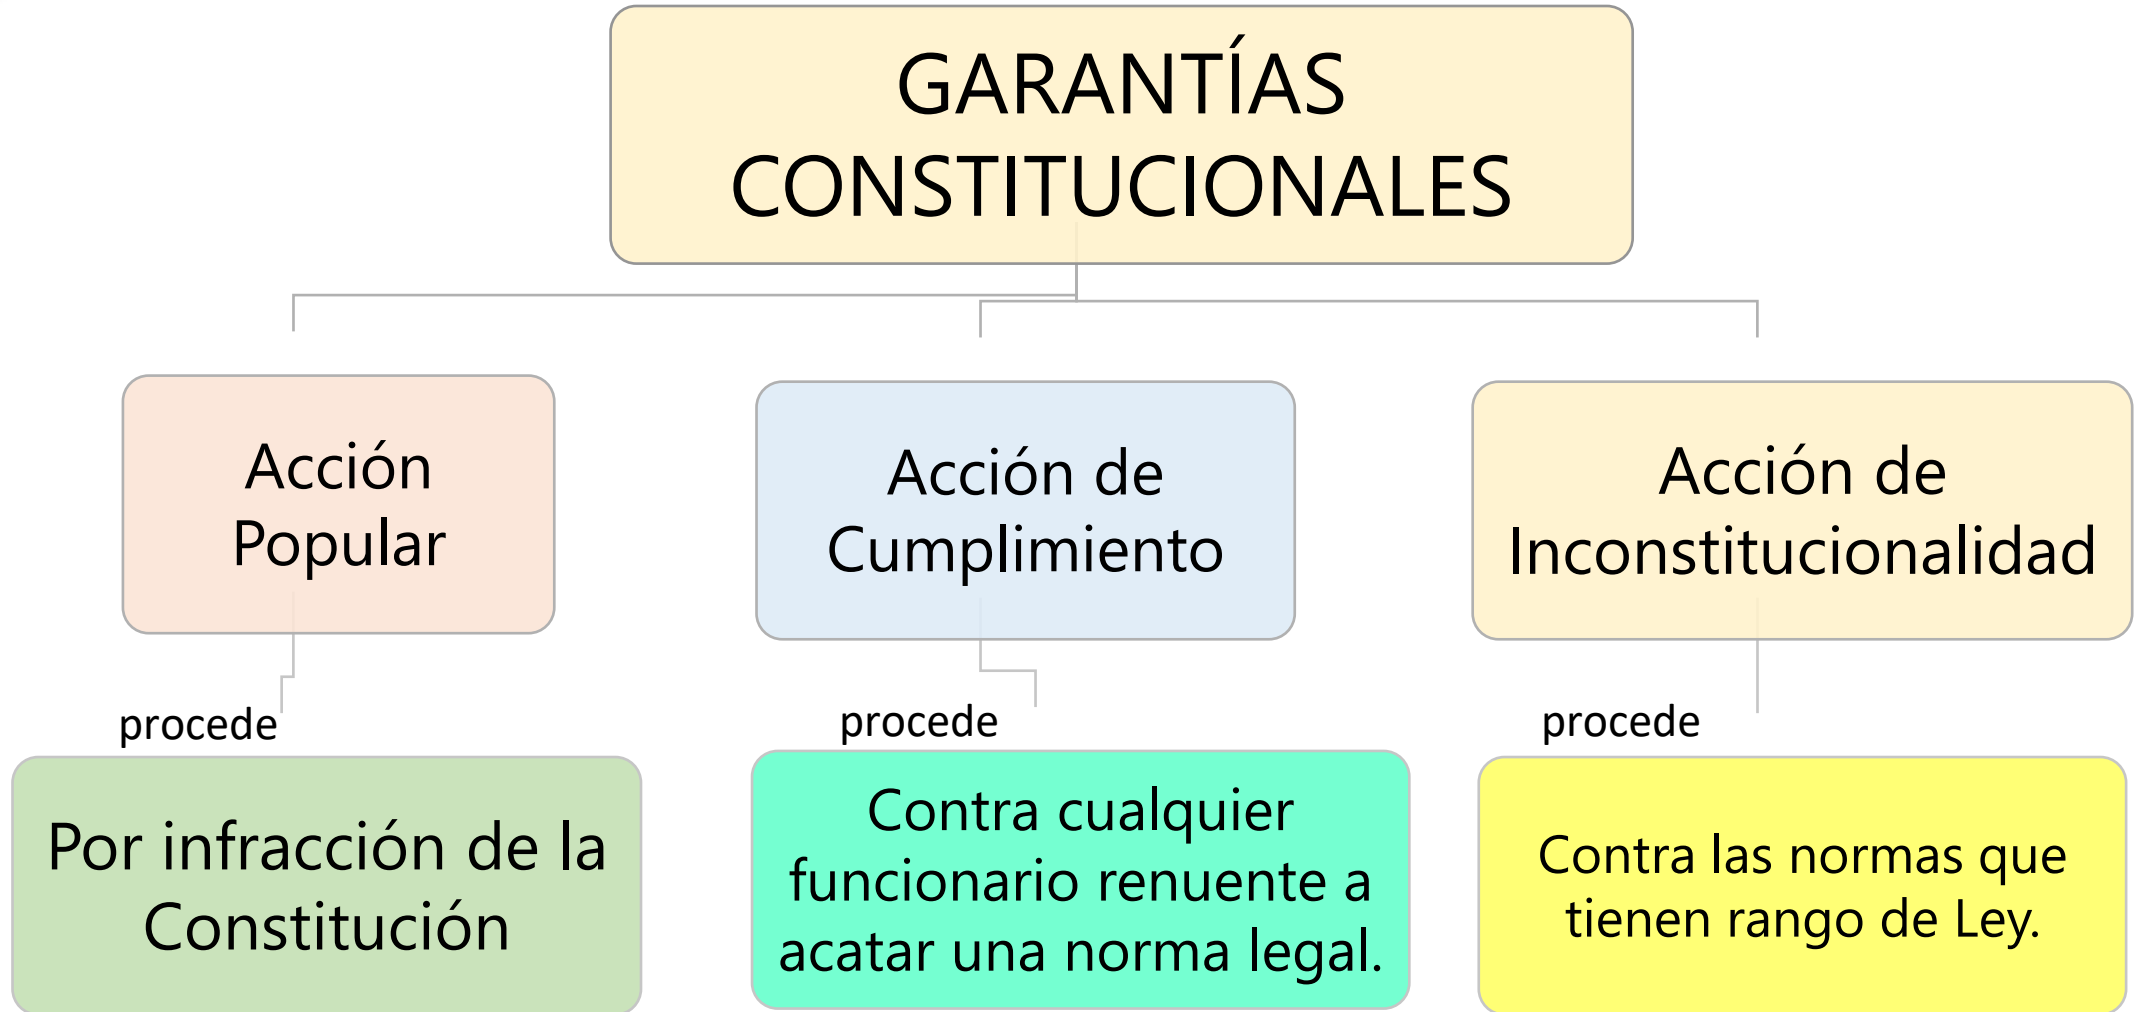 GARANTÍAS
CONSTITUCIONALES
Acción
Popular
Acción de
Cumplimiento
Acción de
Inconstitucionalidad
procede
procede
procede
Por infracción de la
Constitución
Contra cualquier
funcionario renuente a
acatar una norma legal.
Contra las normas que
tienen rango de Ley.